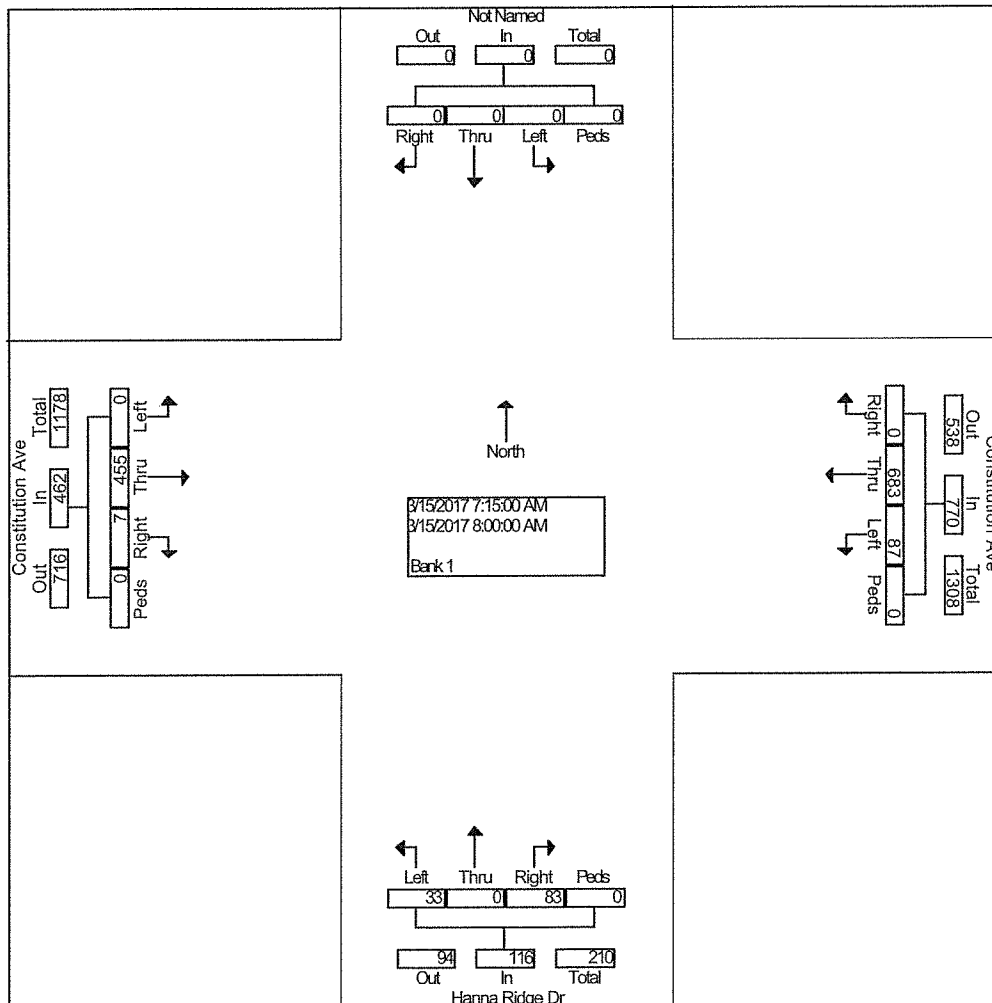 Not Named
Out In Total
0 0 0
0 0 0 0
Right Thru Left Peds
Constitution Ave
Total In Out
1178 462 716
0 455 7 0
Left Thru Right Peds
North
3/15/2017 7:15:00 AM
3/15/2017 8:00:00 AM
Bank 1
Right Thru Left Peds
0 683 87 0
Out In Total
538 770 1308
Constitution Ave
Left Thru Right Peds
33 0 83 0
94 116 210
Out In Total
Hanna Ridge Dr